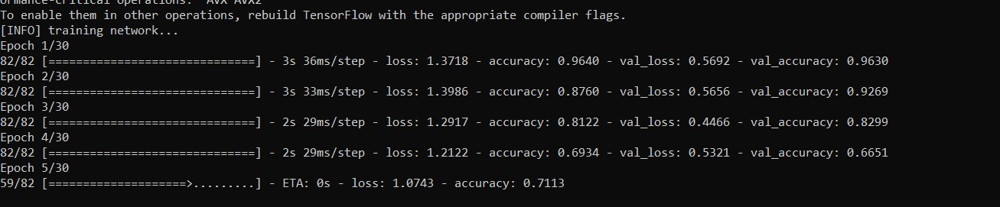 ormance-critical operations:  AVX AVX2
To enable them in other operations, rebuild TensorFlow with the appropriate compiler flags.
[INFO] training network...
Epoch 1/30
82/82 [==============================] - 3s 36ms/step - loss: 1.3718 - accuracy: 0.9640 - val_loss: 0.5692 - val_accuracy: 0.9630
Epoch 2/30
82/82 [==============================] - 3s 33ms/step - loss: 1.3986 - accuracy: 0.8760 - val_loss: 0.5656 - val_accuracy: 0.9269
Epoch 3/30
82/82 [==============================] - 2s 29ms/step - loss: 1.2917 - accuracy: 0.8122 - val_loss: 0.4466 - val_accuracy: 0.8299
Epoch 4/30
82/82 [==============================] - 2s 29ms/step - loss: 1.2122 - accuracy: 0.6934 - val_loss: 0.5321 - val_accuracy: 0.6651
Epoch 5/30
59/82 [====================>.........] - ETA: 0s - loss: 1.0743 - accuracy: 0.7113